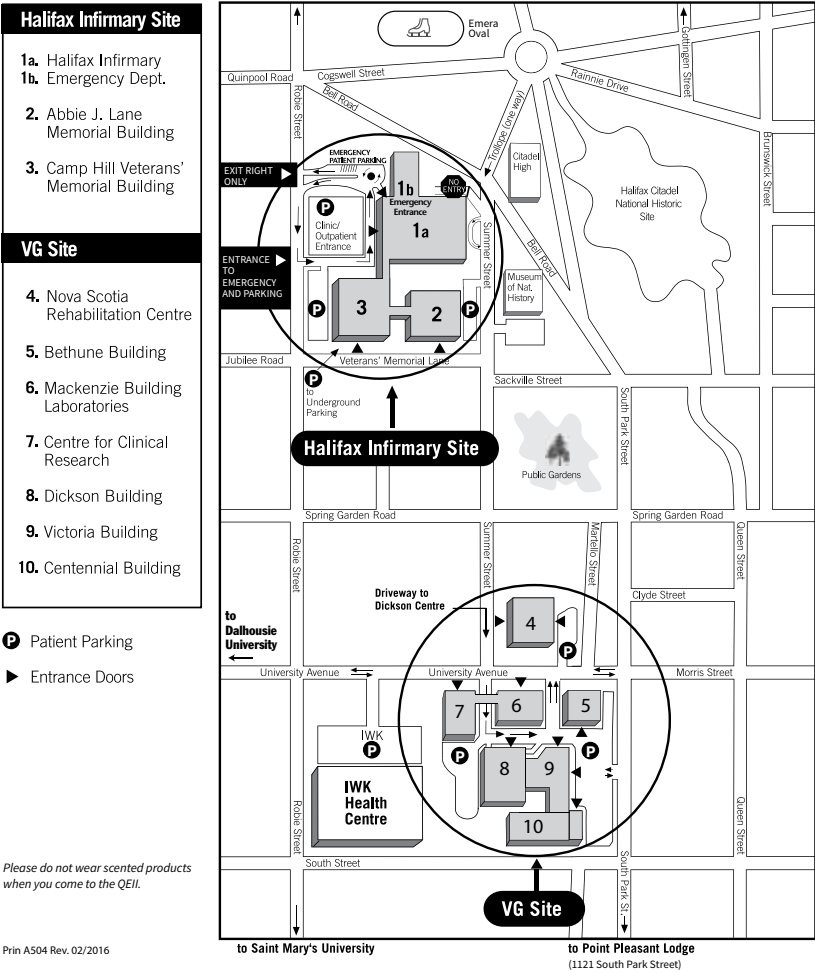 Halifax Infirmary Site
1a. Halifax Infirmary
1b. Emergency Dept.
2. Abbie J. Lane
Memorial Building
3. Camp Hill Veterans'
Memorial Building
VG Site
4. Nova Scotia
Rehabilitation Centre
5. Bethune Building
6. Mackenzie Building
Laboratories
7. Centre for Clinical
Research
8. Dickson Building
9. Victoria Building
10. Centennial Building
P Patient Parking
Entrance Doors
Please do not wear scented products
when you come to the QEII.
Prin A504 Rev. 02/2016
Emera
Oval
Quinpool Road
Cogswell Street
Rainnie Drive
Gottingen Street
Robie Street
Bell Road
Trollope (one way)
Brunswick Street
EMERGENCY
PATIENT PARKING
EXIT RIGHT
ONLY
Citadel
High
NO
ENTRY
Halifax Citadel
National Historic
Site
1b
Emergency
Entrance
1a
P
Clinic/
Outpatient
Entrance
Summer Street
Bell Road
ENTRANCE
TO
EMERGENCY
AND PARKING
Museum
of Nat.
History
P
3
2
P
Jubilee Road
Veterans' Memorial Lane
P
to
Underground
Parking
Sackville Street
South Park Street
Halifax Infirmary Site
Public Gardens
Spring Garden Road
Spring Garden Road
Robie Street
Summer Street
Martello Street
Queen Street
Driveway to
Dickson Centre
Clyde Street
to
Dalhousie
University
4
P
University Avenue
University Avenue
Morris Street
7
6
5
IWK
P
P
P
8
9
IWK
Health
Centre
10
Robie Street
Queen Street
South Street
South Park St.
VG Site
to Saint Mary's University
to Point Pleasant Lodge
(1121 South Park Street)